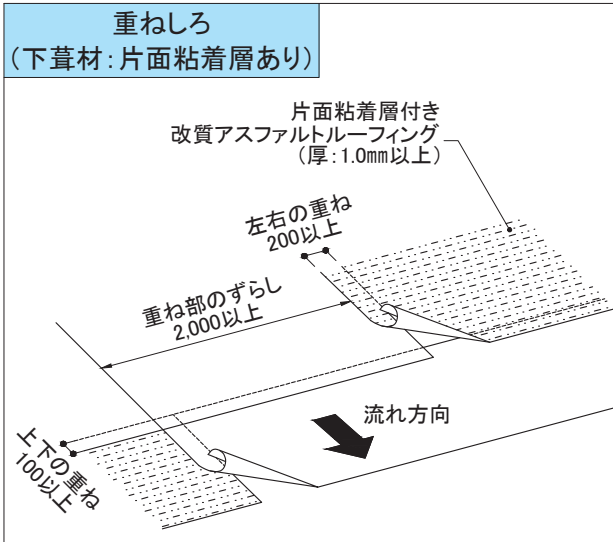 重ねしろ
(下葺材:片面粘着層あり)
片面粘着層付き
改質アスファルトルーフィング
(厚:1.0mm以上)
左右の重ね
200以上
重ね部のずらし
2,000以上
流れ方向
上下の重ね
100以上